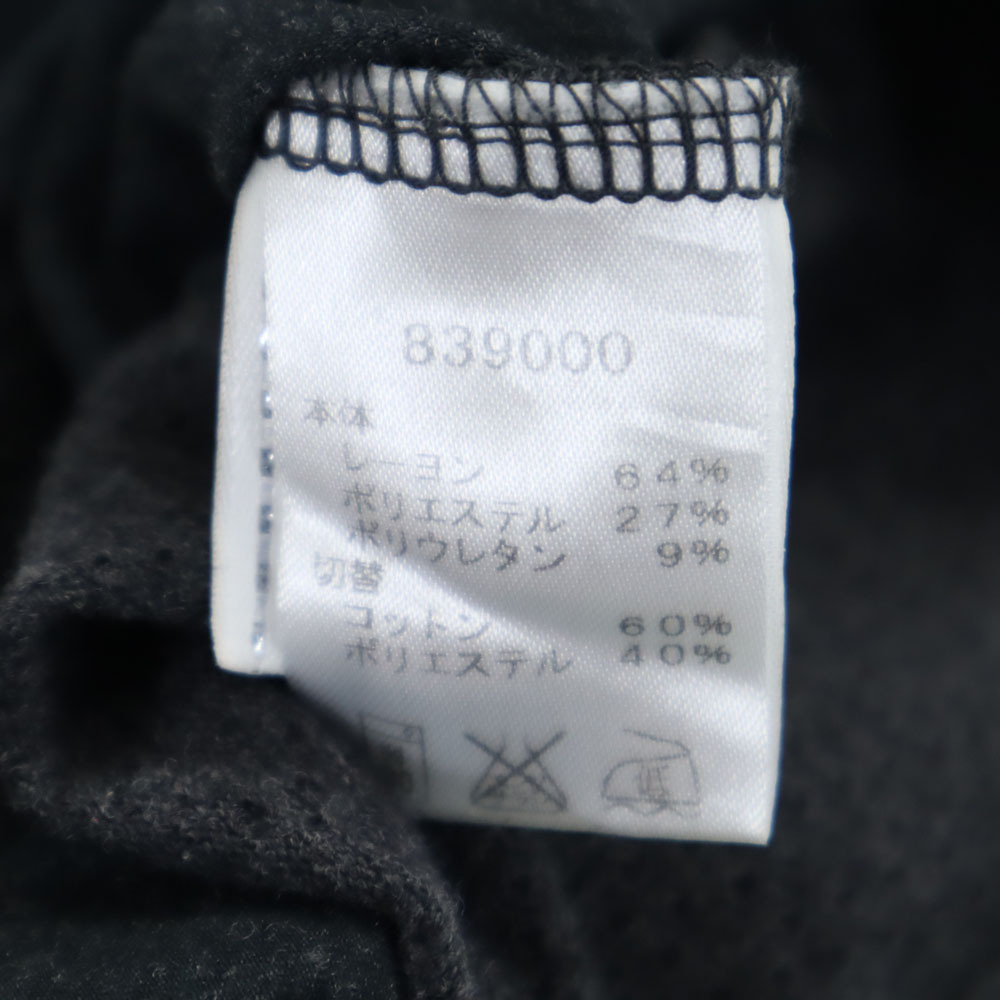 839000
本体
レーヨン 64%
ポリエステル 27%
ポリウレタン 9%
切替
コットン 60%
ポリエステル 40%
低